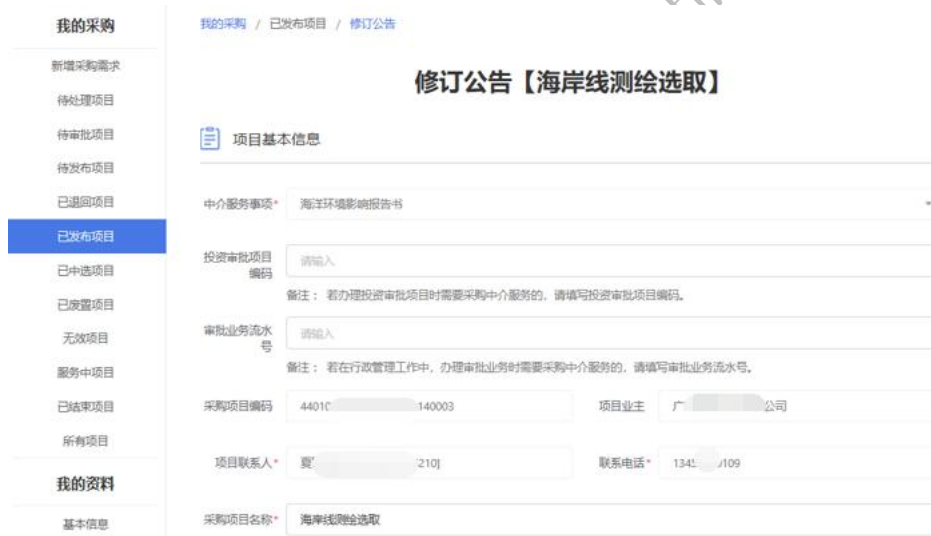 我的采购
新增采购需求
待处理项目
待审批项目
待发布项目
已退回项目
已发布项目
已中选项目
已废置项目
无效项目
服务中项目
已结束项目
所有项目
我的资料
基本信息
我的采购 / 已发布项目 / 修订公告
修订公告【海岸线测绘选取】
项目基本信息
中介服务事项* 海洋环境影响报告书
投资审批项目 请输入
编码
备注： 若办理投资审批项目时需要采购中介服务的，请填写投资审批项目编码。
审批业务流水 请输入
号
备注： 若在行政管理工作中，办理审批业务时需要采购中介服务的，请填写审批业务流水号。
采购项目编码 4401 140003 项目业主 广 公司
项目联系人* 夏 210] 联系电话* 134 109
采购项目名称* 海岸线测绘选取